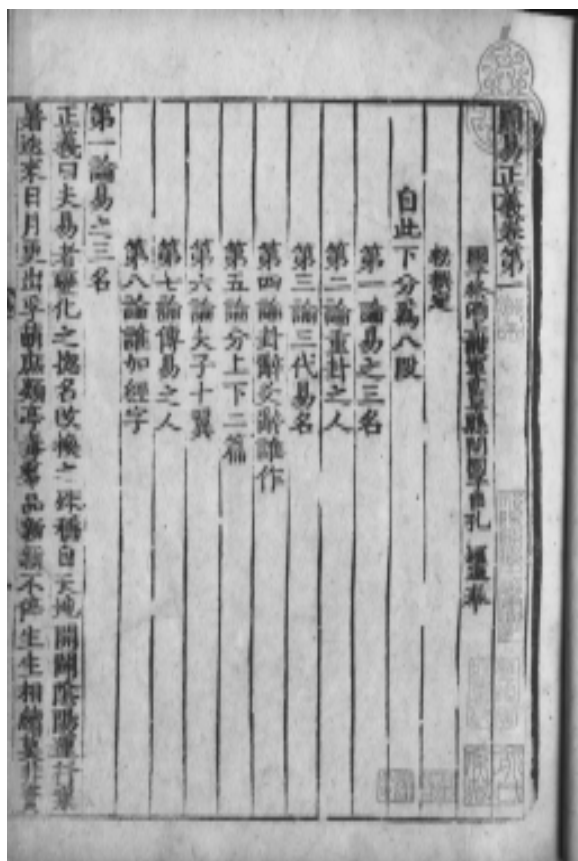 周易正義卷第一
國子祭酒上護軍曲阜縣開國子臣孔 穎達奉
勑撰定
自此下分爲八段
第一論易之三名
第二論重卦之人
第三論三代易名
第四論卦辭爻辭誰作
第五論分上下二篇
第六論夫子十翼
第七論傳易之人
第八論誰加經字
第一論易之三名
正義曰夫易者變化之揔名改換之殊稱自天地開闢陰陽運行寒
暑迭來日月更出孚萌庶類亭毒羣品新新不停生生相續莫非資